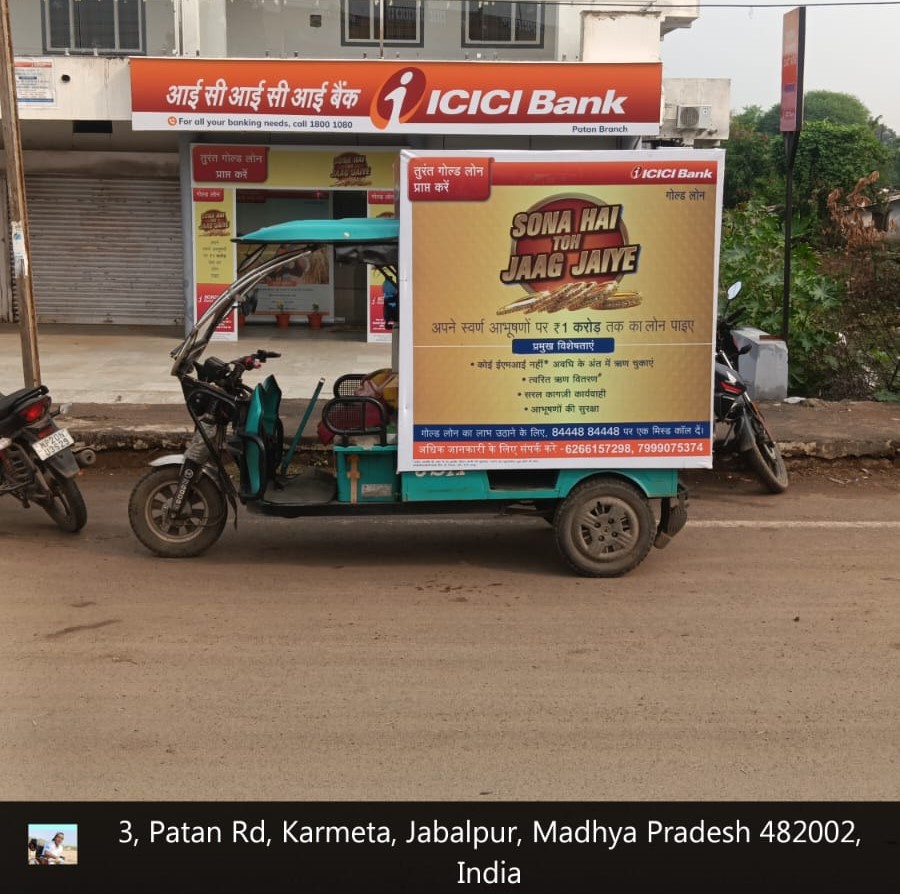 आई सी आई सी आई बैंक
ICICI Bank
For all your banking needs, call 1800 1080
Patan Branch
तुरंत गोल्ड लोन
प्राप्त करें
तुरंत गोल्ड लोन
प्राप्त करें
ICICI Bank
गोल्ड लोन
SONA HAI
TOH
JAAG JAIYE
अपने स्वर्ण आभूषणों पर ₹1 करोड़ तक का लोन पाइए
प्रमुख विशेषताएं
• कोई ईएमआई नहीं* अवधि के अंत में ऋण चुकाएं
• त्वरित ऋण वितरण*
• सरल कागज़ी कार्यवाही
• आभूषणों की सुरक्षा
गोल्ड लोन का लाभ उठाने के लिए, 84448 84448 पर एक मिस्ड कॉल दें।
अधिक जानकारी के लिए संपर्क करे - 6266157298, 7999075374
3, Patan Rd, Karmeta, Jabalpur, Madhya Pradesh 482002,
India